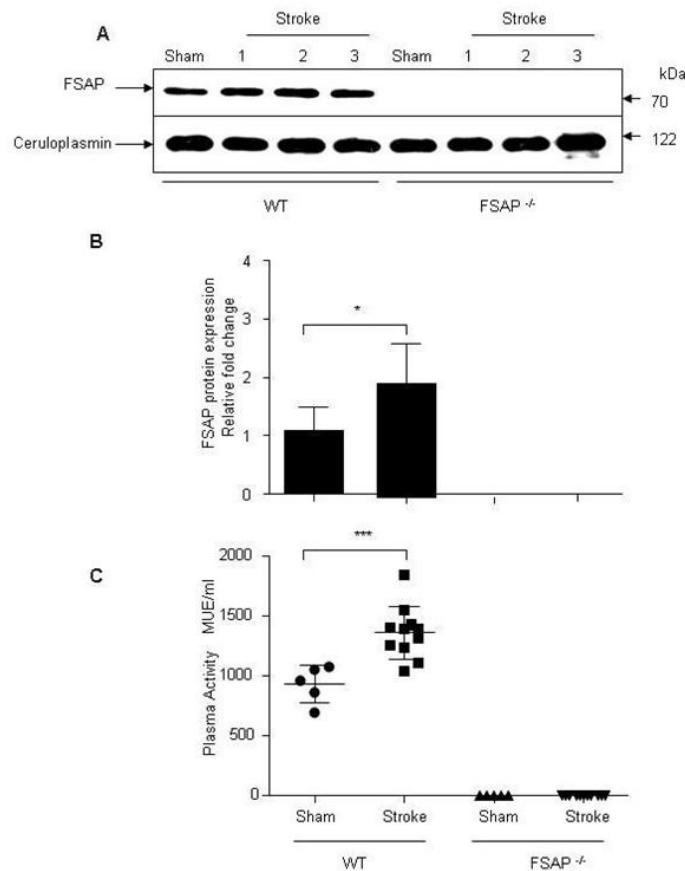 A
Stroke Stroke
Sham 1 2 3 Sham 1 2 3
kDa
FSAP
70
Ceruloplasmin
122
WT FSAP -/-
B
FSAP protein expression
Relative fold change
4
3
2
1
0
*
C
Plasma Activity MUE/ml
2000
1500
1000
500
0
***
Sham Stroke Sham Stroke
WT FSAP -/-